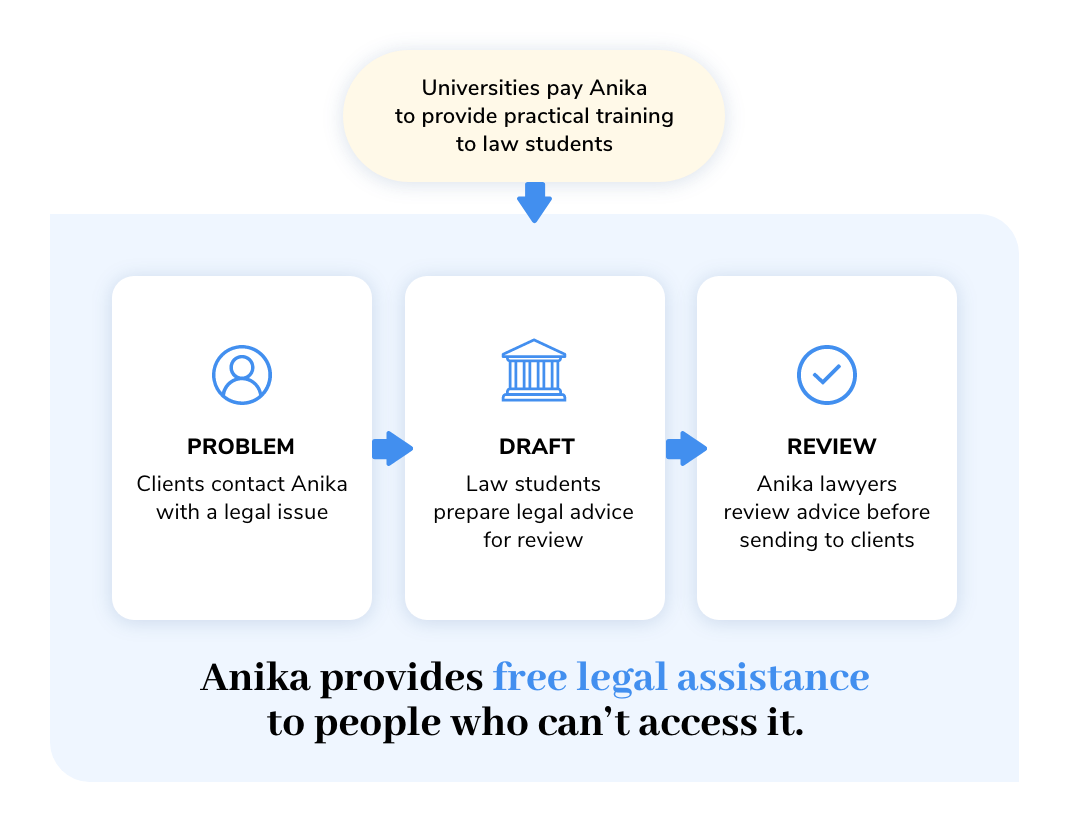 Universities pay Anika
to provide practical training
to law students
PROBLEM
Clients contact Anika
with a legal issue
DRAFT
Law students
prepare legal advice
for review
REVIEW
Anika lawyers
review advice before
sending to clients
Anika provides free legal assistance
to people who can’t access it.